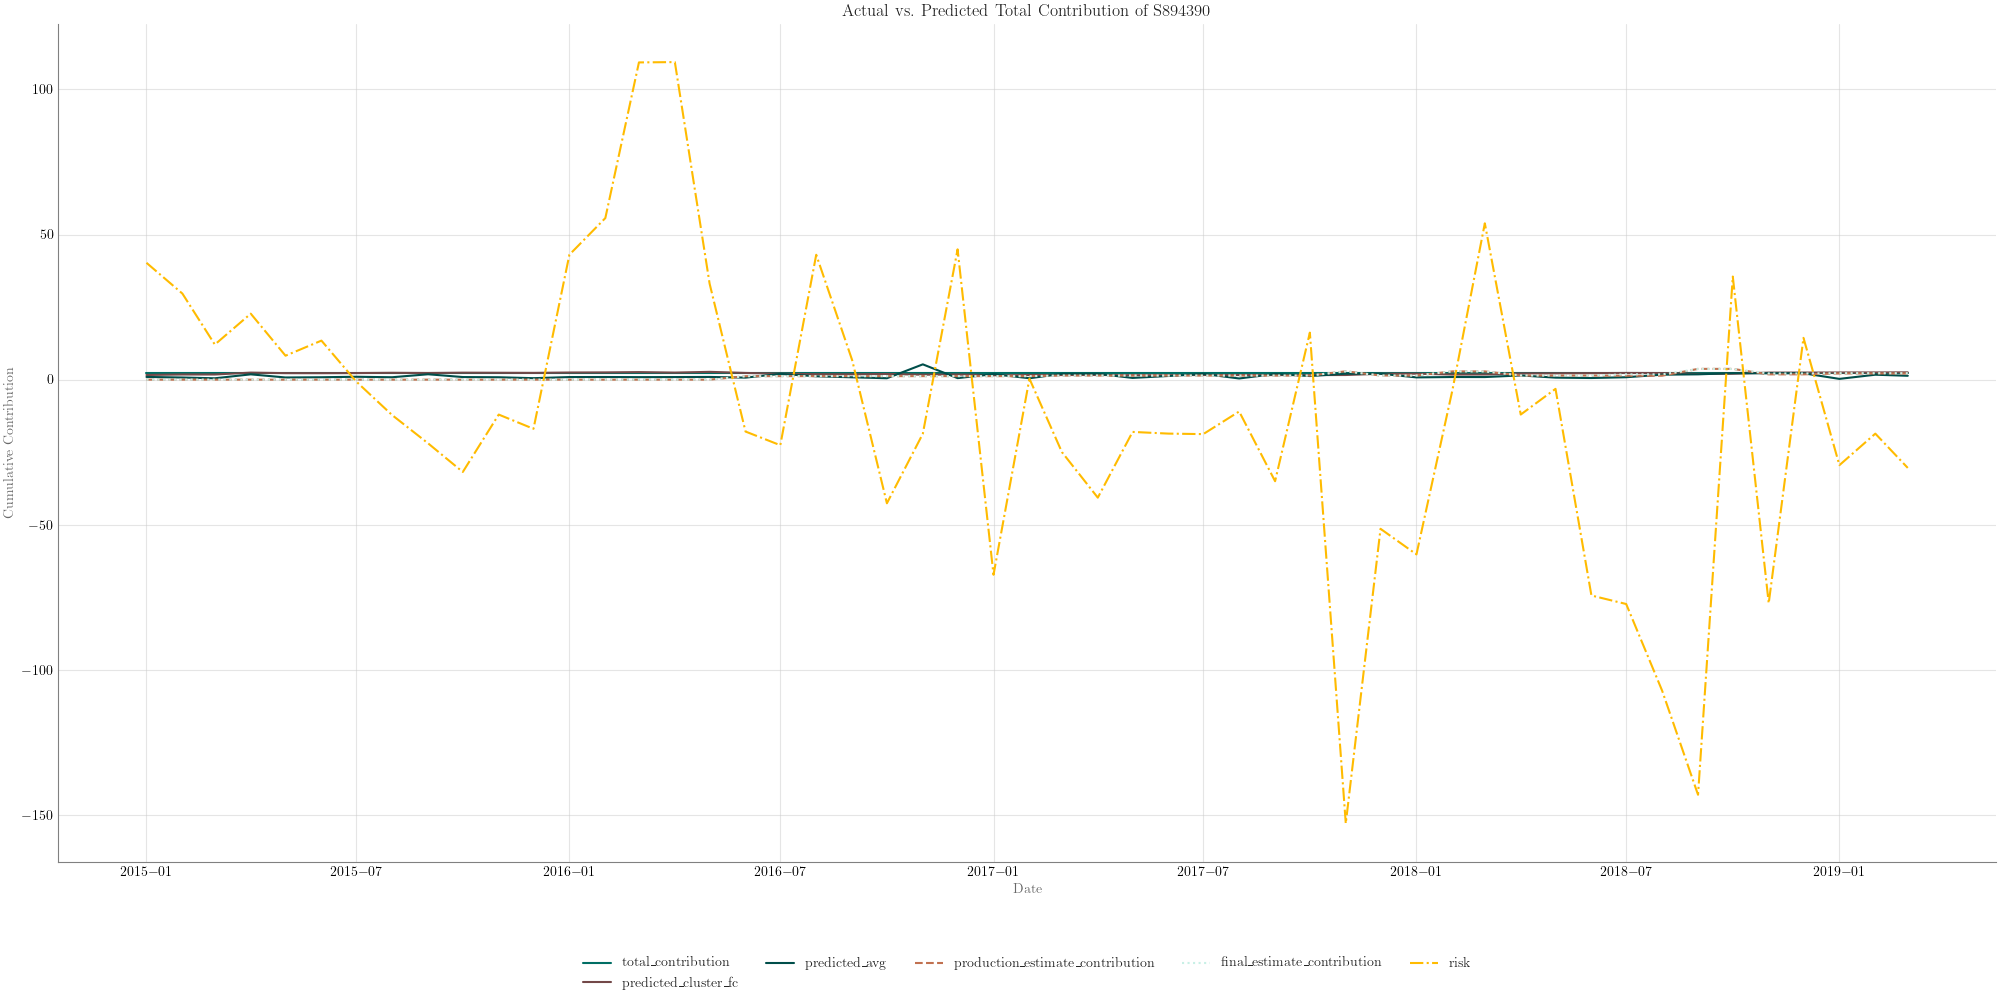 Actual vs. Predicted Total Contribution of S894390
Cumulative Contribution
100
50
0
−50
−100
−150
2015−01 2015−07 2016−01 2016−07 2017−01 2017−07 2018−01 2018−07 2019−01
Date
total_contribution predicted_avg production_estimate_contribution final_estimate_contribution risk
predicted_cluster_fc